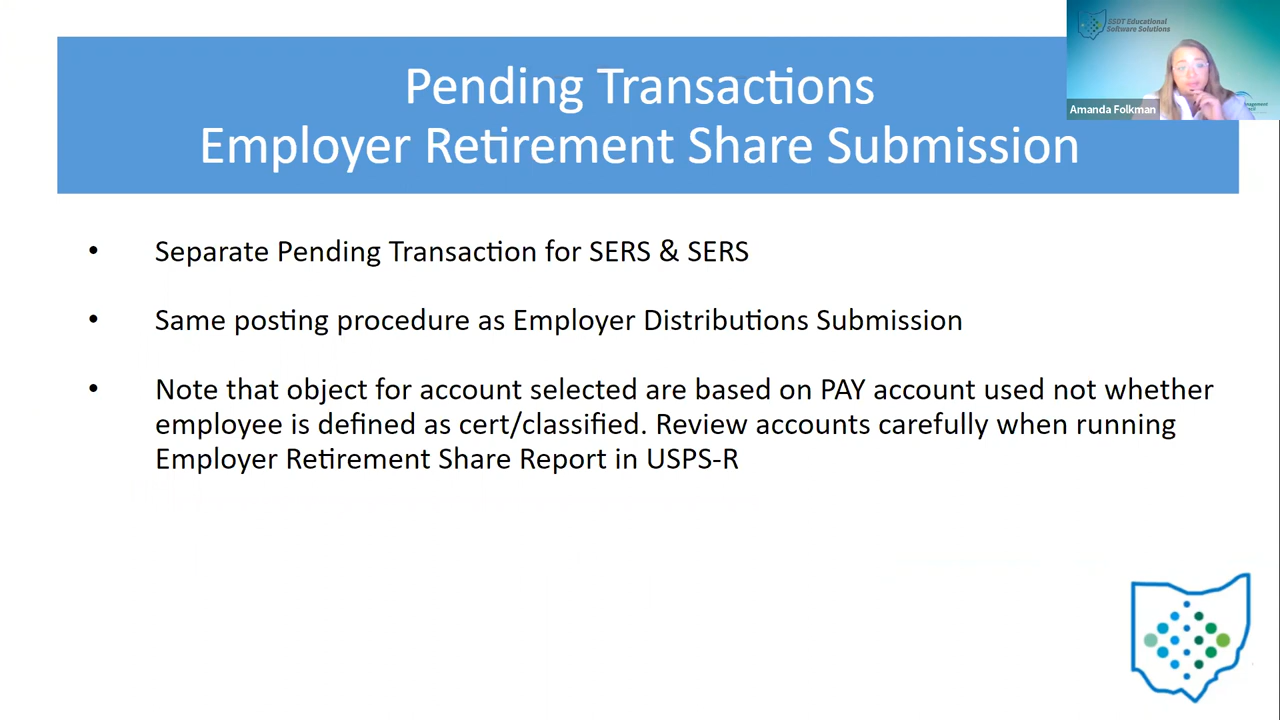 SSDT Educational
Software Solutions
Amanda Folkman
Pending Transactions
Employer Retirement Share Submission
• Separate Pending Transaction for SERS & SERS
• Same posting procedure as Employer Distributions Submission
• Note that object for account selected are based on PAY account used not whether
employee is defined as cert/classified. Review accounts carefully when running
Employer Retirement Share Report in USPS-R